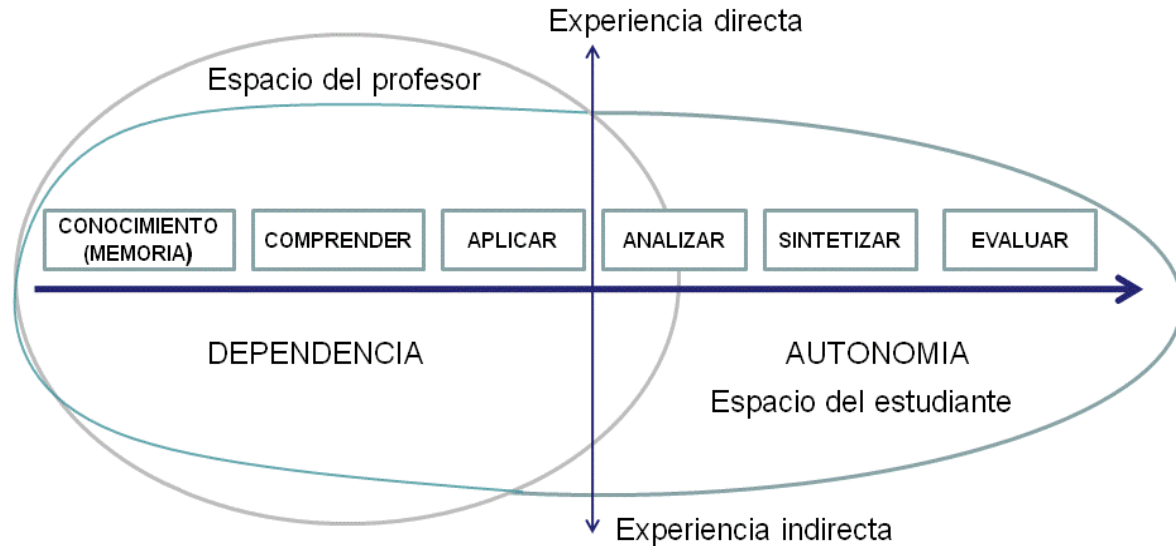 Experiencia directa
Espacio del profesor
CONOCIMIENTO
(MEMORIA)
COMPRENDER
APLICAR
ANALIZAR
SINTETIZAR
EVALUAR
DEPENDENCIA
AUTONOMIA
Espacio del estudiante
Experiencia indirecta